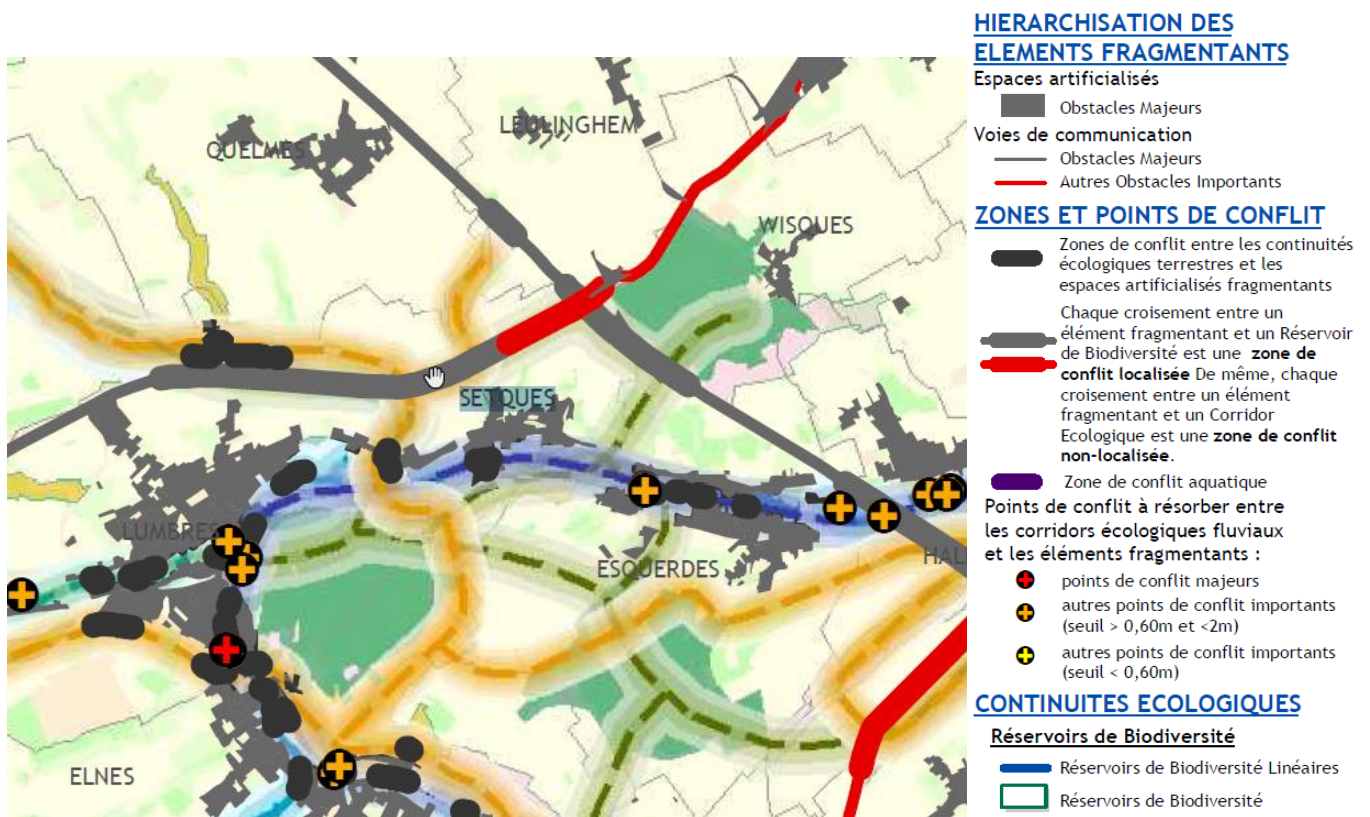 HIERARCHISATION DES
ELEMENTS FRAGMENTANTS
Espaces artificialisés
Obstacles Majeurs
Voies de communication
Obstacles Majeurs
Autres Obstacles Importants
ZONES ET POINTS DE CONFLIT
Zones de conflit entre les continuités
écologiques terrestres et les
espaces artificialisés fragmentants
Chaque croisement entre un
élément fragmentant et un Réservoir
de Biodiversité est une zone de
conflit localisée De même, chaque
croisement entre un élément
fragmentant et un Corridor
Ecologique est une zone de conflit
non-localisée.
Zone de conflit aquatique
Points de conflit à résorber entre
les corridors écologiques fluviaux
et les éléments fragmentants :
points de conflit majeurs
autres points de conflit importants
(seuil > 0,60m et <2m)
autres points de conflit importants
(seuil < 0,60m)
CONTINUITES ECOLOGIQUES
Réservoirs de Biodiversité
Réservoirs de Biodiversité Linéaires
Réservoirs de Biodiversité
LEULINGHEM
QUELMES
WISQUES
SETQUES
LUMBRES
ESQUERDES
HAL
ELNES